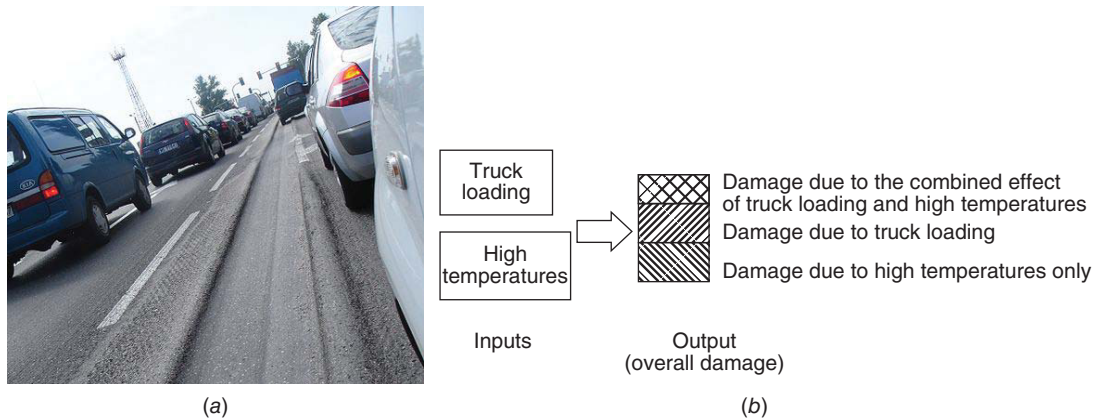 Truck
loading
High
temperatures
Damage due to the combined effect
of truck loading and high temperatures
Damage due to truck loading
Damage due to high temperatures only
Inputs
Output
(overall damage)
(a)
(b)
KIA